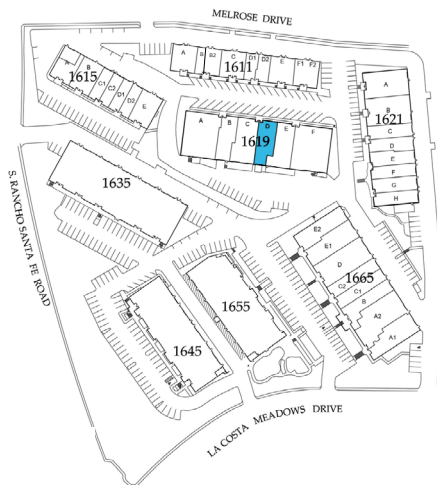 MELROSE DRIVE
A B B2 C D1 D2 E F1 F2
1611
1615
A B C1 C2 D1 D2 E
1621
A
B
C
D
E
F
G
H
1619
A B C D E F
1635
S. RANCHO SANTA FE ROAD
1665
E2
E1
D
C2
C1
B
A2
A1
1655
1645
LA COSTA MEADOWS DRIVE